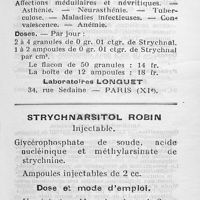 Affections médullaires et névritiques. —
Asthénie. — Neurasthénie. — Tuber-
culose. — Maladies infectieuses. — Con-
valescence. — Anémie.
Doses. — Par jour :
2 à 4 granules de 0 gr. 01 ctgr. de Strychnal.
1 à 2 ampoules de 0 gr. 01 ctgr. de Strychnal
par cm³.
Le flacon de 50 granules : 14 fr.
La boîte de 12 ampoules : 18 fr.
Laboratoires LONGUET
34, rue Sedaine — PARIS (XIe).
STRYCHNARSITOL ROBIN
Injectable.
Glycérophosphate de soude, acide
nucléinique et méthylarsinate de
strychnine.
Ampoules injectables de 2 cc.
Dose et mode d'emploi.